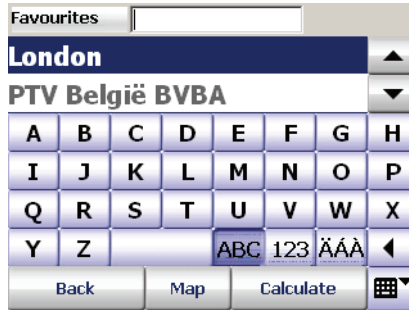 Favourites
London
PTV België BVBA
A B C D E F G H
I J K L M N O P
Q R S T U V W X
Y Z ABC 123 ÄÁÀ
Back Map Calculate